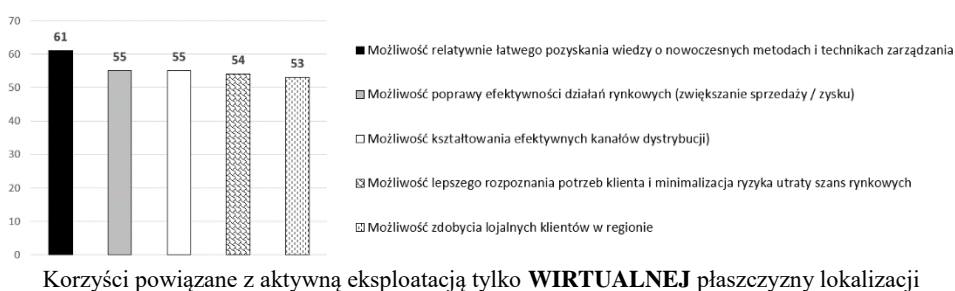 70
60
50
40
30
20
10
0
61
55
55
54
53
Możliwość relatywnie łatwego pozyskania wiedzy o nowoczesnych metodach i technikach zarządzania
Możliwość poprawy efektywności działań rynkowych (zwiększanie sprzedaży / zysku)
Możliwość kształtowania efektywnych kanałów dystrybucji)
Możliwość lepszego rozpoznania potrzeb klienta i minimalizacja ryzyka utraty szans rynkowych
Możliwość zdobycia lojalnych klientów w regionie
Korzyści powiązane z aktywną eksploatacją tylko WIRTUALNEJ płaszczyzny lokalizacji